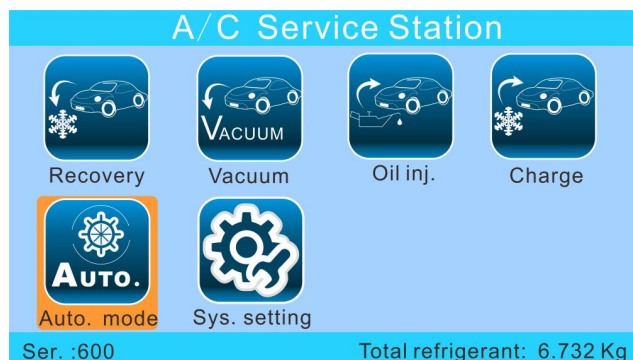 A/C Service Station
VACUUM
Recovery Vacuum Oil inj. Charge
AUTO.
Auto. mode Sys. setting
Ser. :600 Total refrigerant: 6.732 Kg